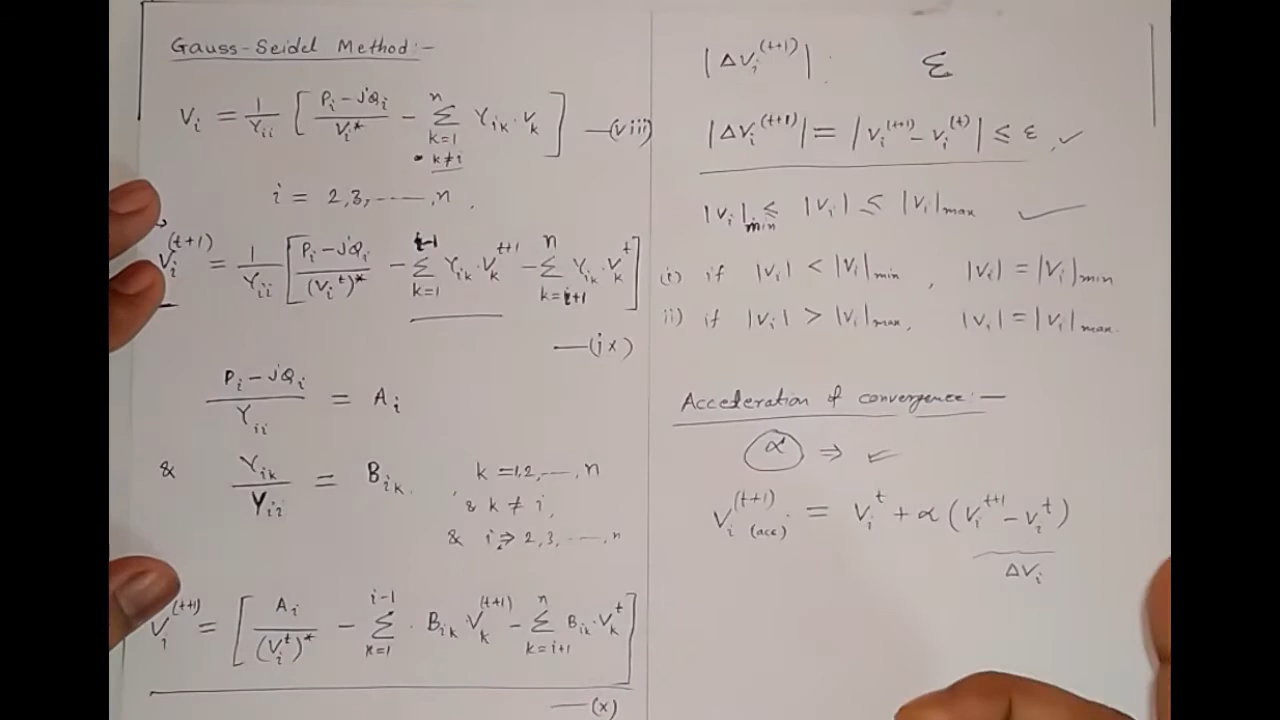 Gauss-Seidel Method:-
Vi = 1/Yii [ (Pi - jQi)/Vi* - Σ(k=1, k≠i → n) Yik · Vk ] —(viii)
i = 2,3,-----,n,
Vi^(t+1) = 1/Yii [ (Pi - jQi)/(Vi^t)* - Σ(k=1 → i-1) Yik · Vk^t+1 - Σ(k=i+1 → n) Yik · Vk^t ]
—(ix)
(Pi - jQi)/Yii = Ai
& Yik/Yii = Bik, k = 1,2,----,n
& k ≠ i,
& i → 2,3,----,n
Vi^(t+1) = [ Ai/(Vi^t)* - Σ(k=1 → i-1) · Bik · Vk^(t+1) - Σ(k=i+1 → n) Bik · Vk^t ]
—(x)
|ΔVi^(t+1)| ε
|ΔVi^(t+1)| = |Vi^(t+1) - Vi^(t)| ≤ ε, ✓
|Vi|min ≤ |Vi| ≤ |Vi|max ✓
(i) if |Vi| < |Vi|min, |Vi| = |Vi|min
ii) if |Vi| > |Vi|max, |Vi| = |Vi|max.
Acceleration of convergence:-
α ⇒ ✓
Vi(acc)^(t+1) = Vi^t + α (Vi^t+1 - Vi^t)
ΔVi